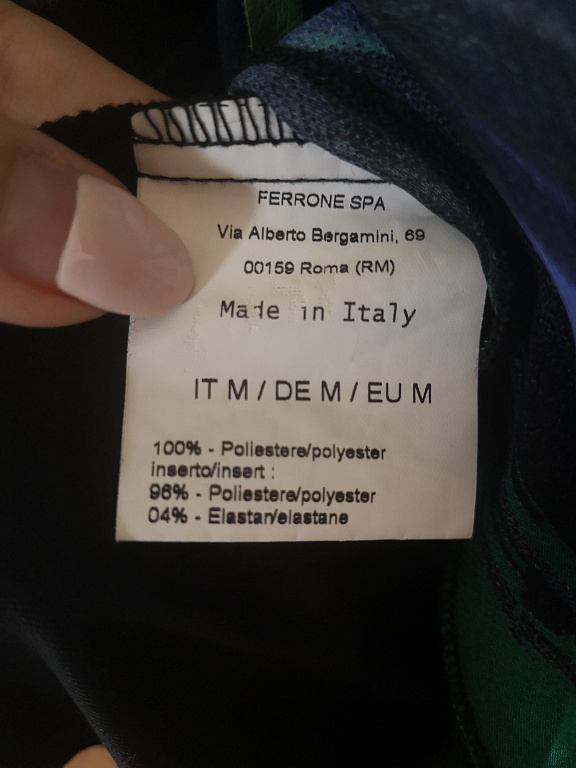 FERRONE SPA
Via Alberto Bergamini, 69
00159 Roma (RM)
Made in Italy
IT M / DE M / EU M
100% - Poliestere/polyester
inserto/insert :
96% - Poliestere/polyester
04% - Elastan/elastane